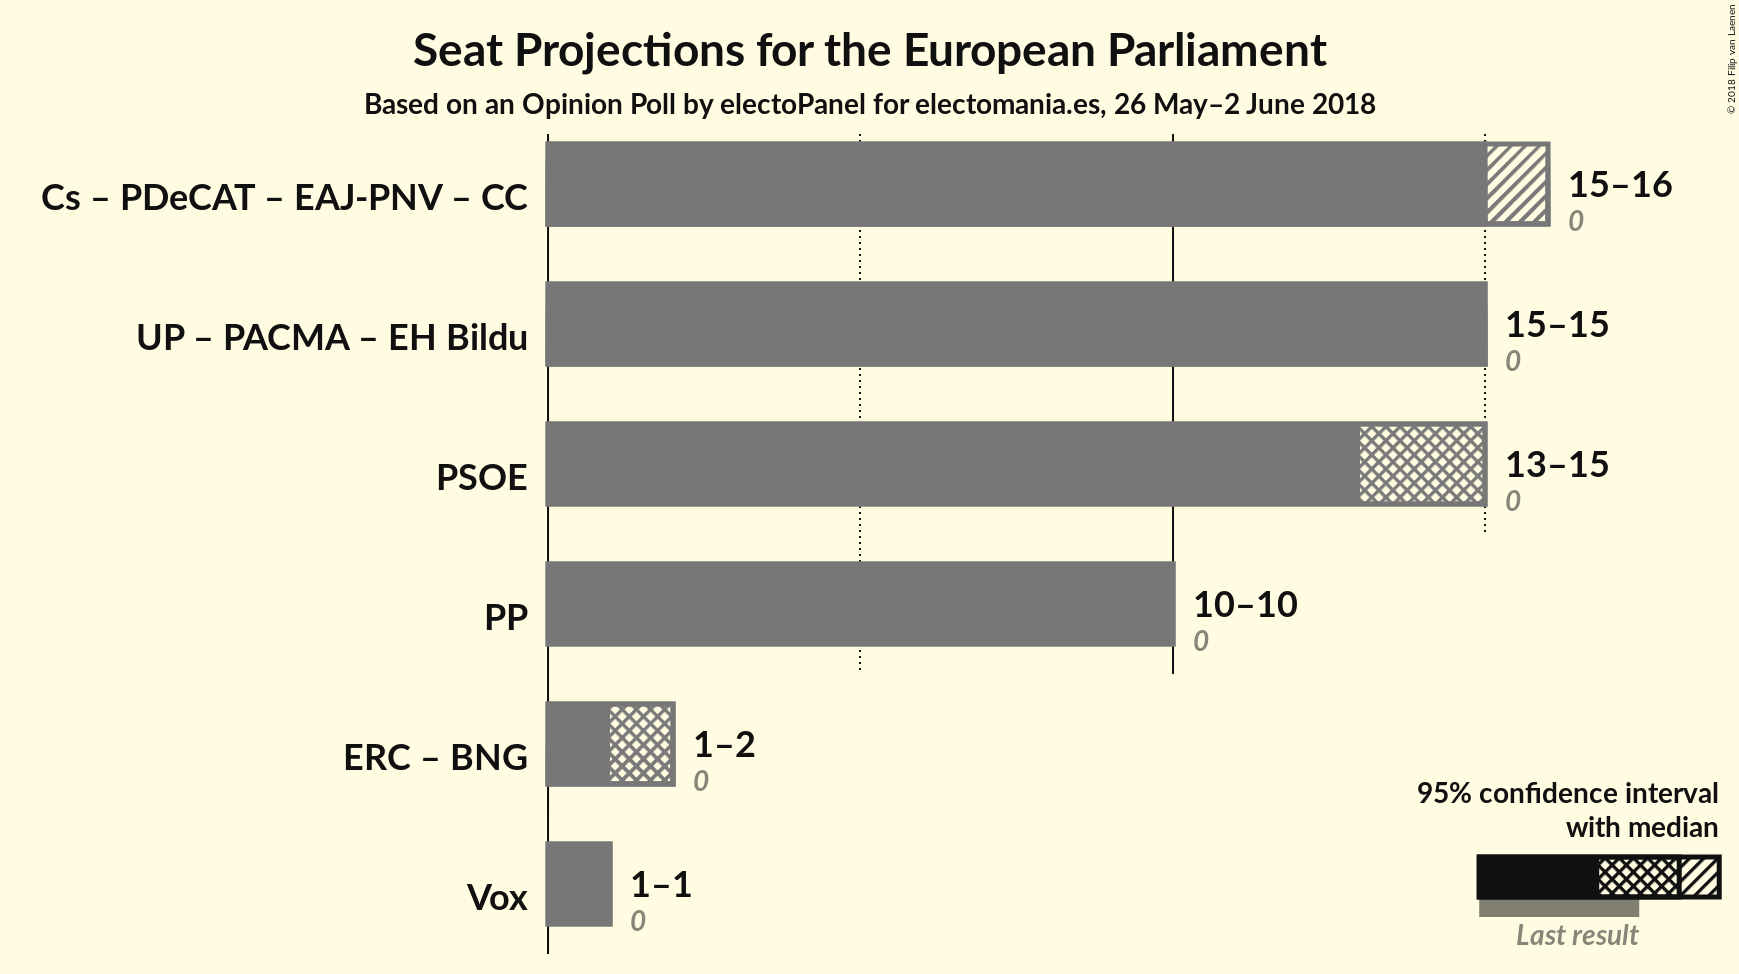 Seat Projections for the European Parliament
Based on an Opinion Poll by electoPanel for electomania.es, 26 May–2 June 2018
© 2018 Filip van Laenen
Cs – PDeCAT – EAJ-PNV – CC
15–16
0
UP – PACMA – EH Bildu
15–15
0
PSOE
13–15
0
PP
10–10
0
ERC – BNG
1–2
0
Vox
1–1
0
95% confidence interval
with median
Last result